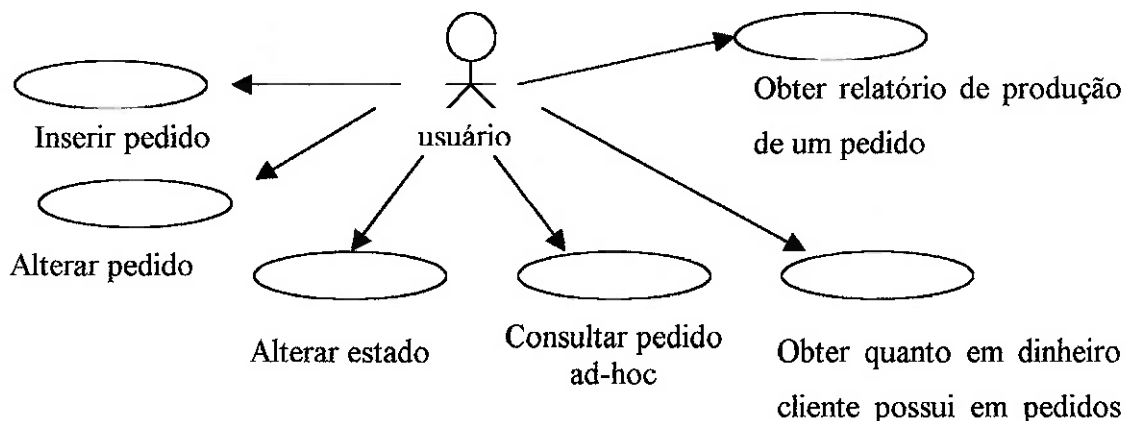 Obter relatório de produção
de um pedido
Inserir pedido
usuário
Alterar pedido
Alterar estado
Consultar pedido
ad-hoc
Obter quanto em dinheiro
cliente possui em pedidos